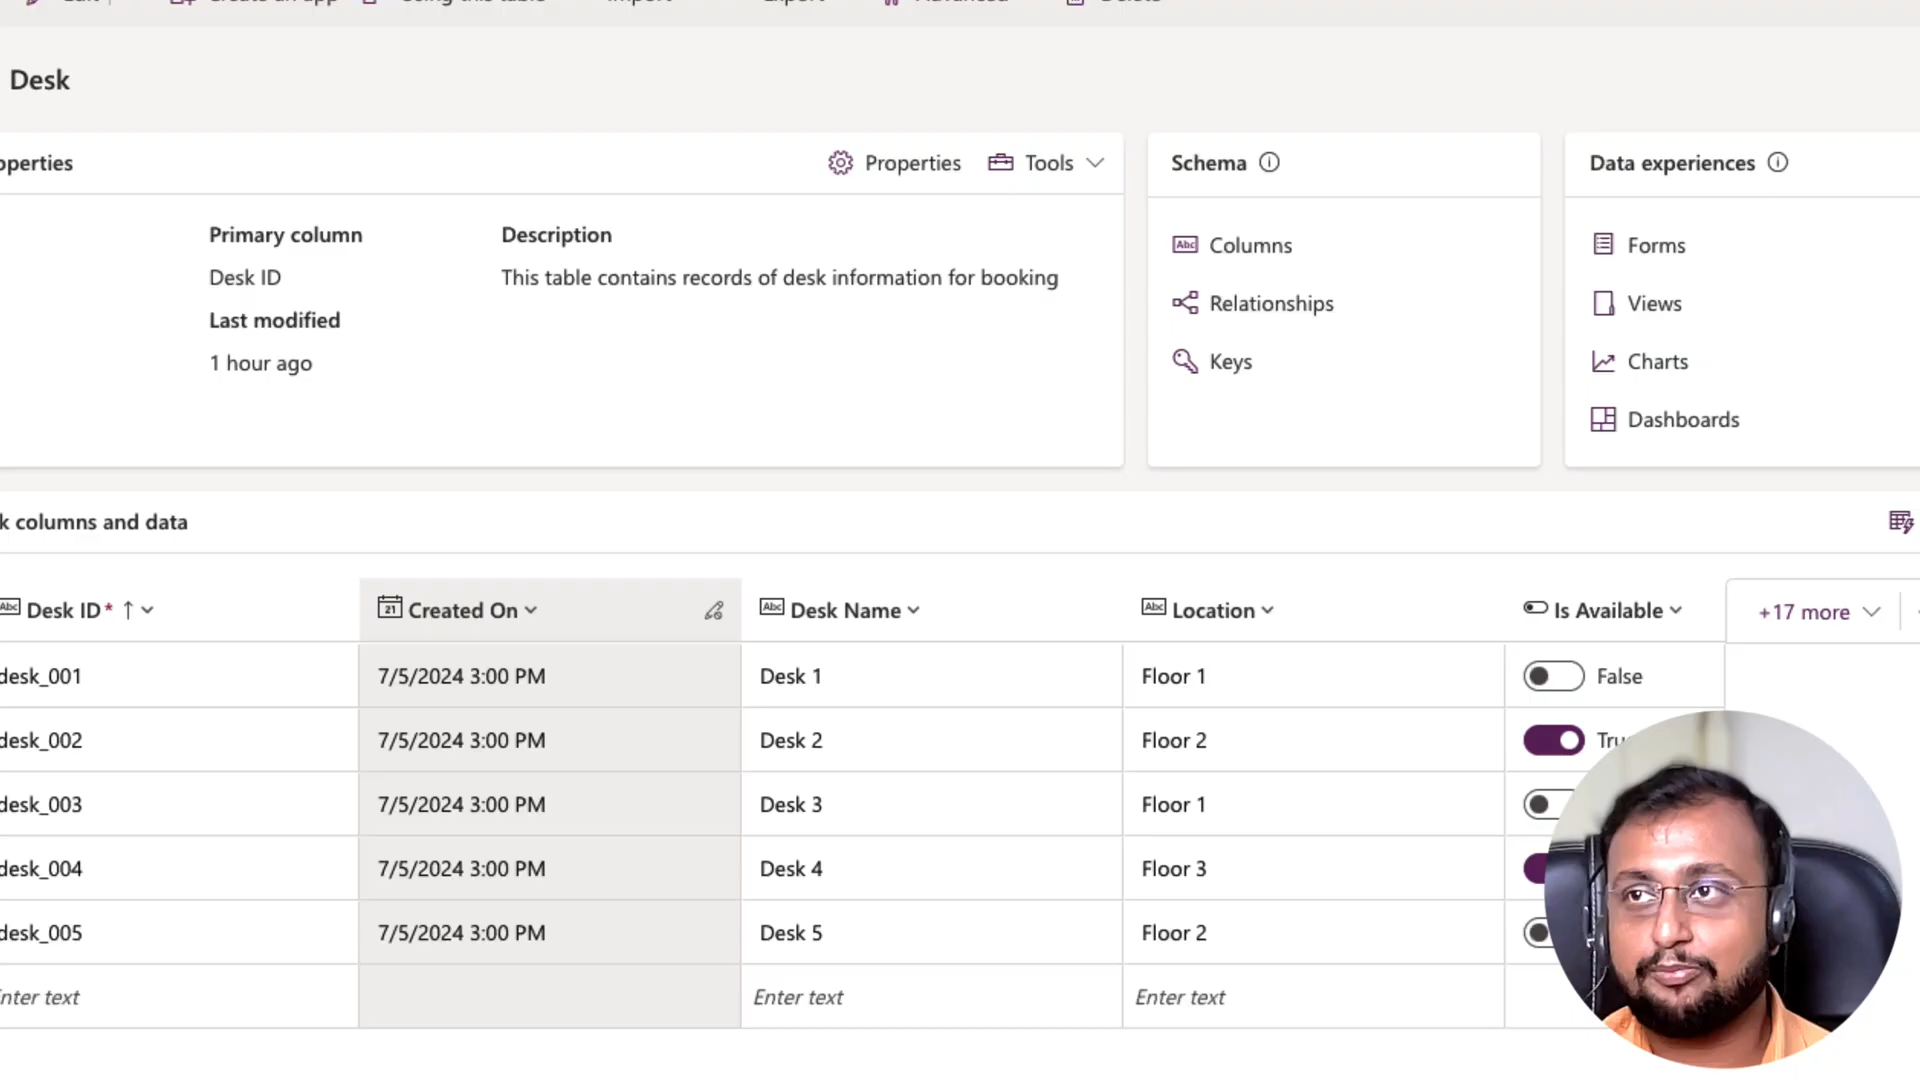 Desk
Properties Tools
Schema
Data experiences
Primary column Description
Desk ID This table contains records of desk information for booking
Last modified
1 hour ago
Columns
Relationships
Keys
Forms
Views
Charts
Dashboards
columns and data
Desk ID* Created On Desk Name Location Is Available +17 more
desk_001 7/5/2024 3:00 PM Desk 1 Floor 1 False
desk_002 7/5/2024 3:00 PM Desk 2 Floor 2
desk_003 7/5/2024 3:00 PM Desk 3 Floor 1
desk_004 7/5/2024 3:00 PM Desk 4 Floor 3
desk_005 7/5/2024 3:00 PM Desk 5 Floor 2
text Enter text Enter text